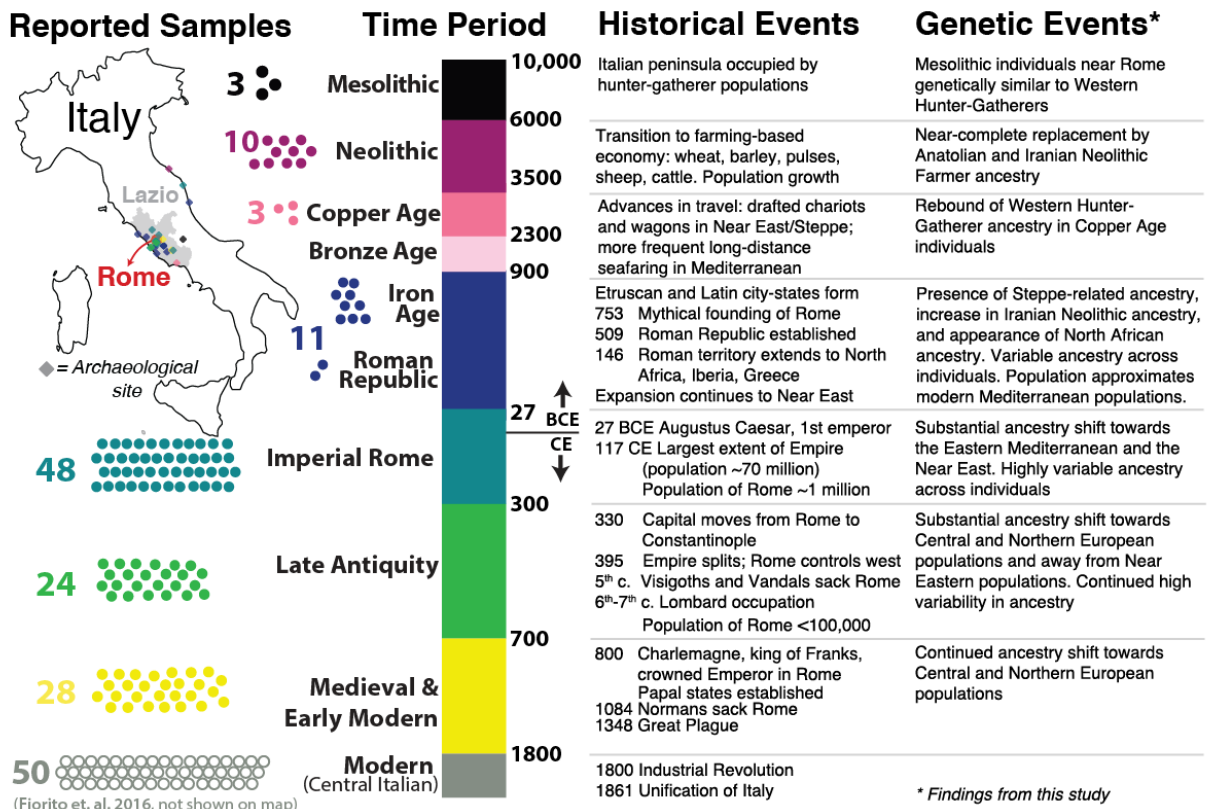 Reported Samples
Time Period
Historical Events
Genetic Events*
Italy
Lazio
Rome
= Archaeological
site
3
Mesolithic
10,000
Italian peninsula occupied by
hunter-gatherer populations
Mesolithic individuals near Rome
genetically similar to Western
Hunter-Gatherers
6000
10
Neolithic
Transition to farming-based
economy: wheat, barley, pulses,
sheep, cattle. Population growth
Near-complete replacement by
Anatolian and Iranian Neolithic
Farmer ancestry
3500
3
Copper Age
2300
Bronze Age
Advances in travel: drafted chariots
and wagons in Near East/Steppe;
more frequent long-distance
seafaring in Mediterranean
Rebound of Western Hunter-
Gatherer ancestry in Copper Age
individuals
900
11
Iron
Age
Roman
Republic
Etruscan and Latin city-states form
753 Mythical founding of Rome
509 Roman Republic established
146 Roman territory extends to North
Africa, Iberia, Greece
Expansion continues to Near East
Presence of Steppe-related ancestry,
increase in Iranian Neolithic ancestry,
and appearance of North African
ancestry. Variable ancestry across
individuals. Population approximates
modern Mediterranean populations.
27
BCE
CE
48
Imperial Rome
27 BCE Augustus Caesar, 1st emperor
117 CE Largest extent of Empire
(population ~70 million)
Population of Rome ~1 million
Substantial ancestry shift towards
the Eastern Mediterranean and the
Near East. Highly variable ancestry
across individuals
300
24
Late Antiquity
330 Capital moves from Rome to
Constantinople
395 Empire splits; Rome controls west
5th c. Visigoths and Vandals sack Rome
6th-7th c. Lombard occupation
Population of Rome <100,000
Substantial ancestry shift towards
Central and Northern European
populations and away from Near
Eastern populations. Continued high
variability in ancestry
700
28
Medieval &
Early Modern
800 Charlemagne, king of Franks,
crowned Emperor in Rome
Papal states established
1084 Normans sack Rome
1348 Great Plague
Continued ancestry shift towards
Central and Northern European
populations
1800
50
Modern
(Central Italian)
(Fiorito et. al. 2016, not shown on map)
1800 Industrial Revolution
1861 Unification of Italy
* Findings from this study